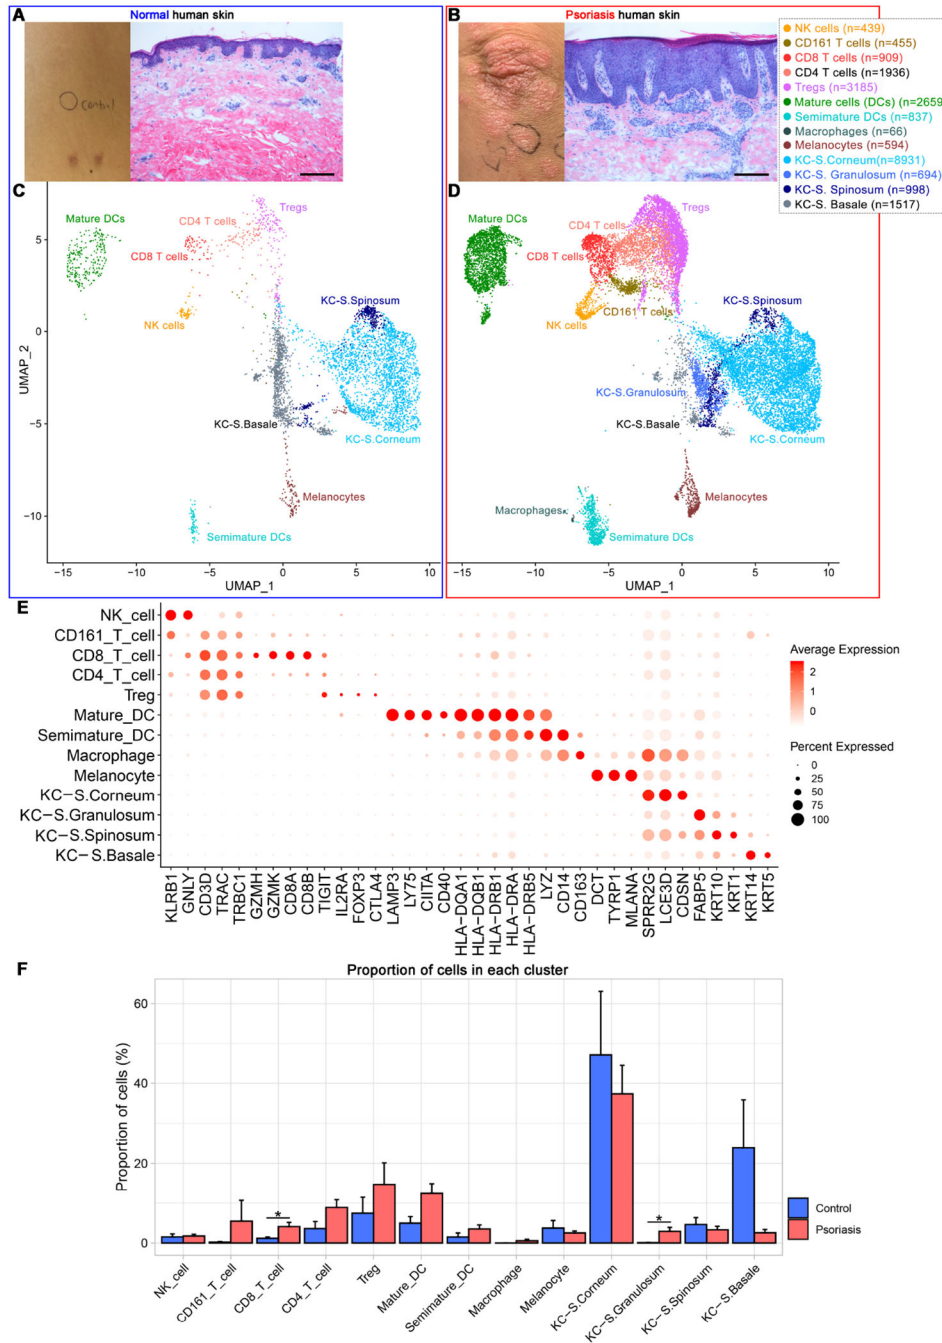 A
Normal human skin
control
B
Psoriasis human skin
NK cells (n=439)
CD161 T cells (n=455)
CD8 T cells (n=909)
CD4 T cells (n=1936)
Tregs (n=3185)
Mature cells (DCs) (n=2659
Semimature DCs (n=837)
Macrophages (n=66)
Melanocytes (n=594)
KC-S.Corneum(n=8931)
KC-S. Granulosum (n=694)
KC-S. Spinosum (n=998)
KC-S. Basale (n=1517)
C
Mature DCs
CD4 T cells
Tregs
CD8 T cells
NK cells
KC-S.Spinosum
KC-S.Basale
KC-S.Corneum
Melanocytes
Semimature DCs
UMAP_2
5
0
−5
−10
−15
−10
−5
0
5
10
UMAP_1
D
Mature DCs
Tregs
CD4 T cells
CD8 T cells
NK cells
CD161 T cells
KC-S.Spinosum
KC-S.Granulosum
KC-S.Basale
KC-S.Corneum
Macrophages
Melanocytes
Semimature DCs
−15
−10
−5
0
5
10
UMAP_1
E
NK_cell
CD161_T_cell
CD8_T_cell
CD4_T_cell
Treg
Mature_DC
Semimature_DC
Macrophage
Melanocyte
KC−S.Corneum
KC−S.Granulosum
KC−S.Spinosum
KC−S.Basale
KLRB1
GNLY
CD3D
TRAC
TRBC1
GZMH
GZMK
CD8A
CD8B
TIGIT
IL2RA
FOXP3
CTLA4
LAMP3
LY75
CIITA
CD40
HLA−DQA1
HLA−DQB1
HLA−DRB1
HLA−DRA
HLA−DRB5
LYZ
CD14
CD163
DCT
TYRP1
MLANA
SPRR2G
LCE3D
CDSN
FABP5
KRT10
KRT1
KRT14
KRT5
Average Expression
2
1
0
Percent Expressed
0
25
50
75
100
F
Proportion of cells in each cluster
Proportion of cells (%)
60
40
20
0
*
*
NK_cell
CD161_T_cell
CD8_T_cell
CD4_T_cell
Treg
Mature_DC
Semimature_DC
Macrophage
Melanocyte
KC−S.Corneum
KC−S.Granulosum
KC−S.Spinosum
KC−S.Basale
Control
Psoriasis